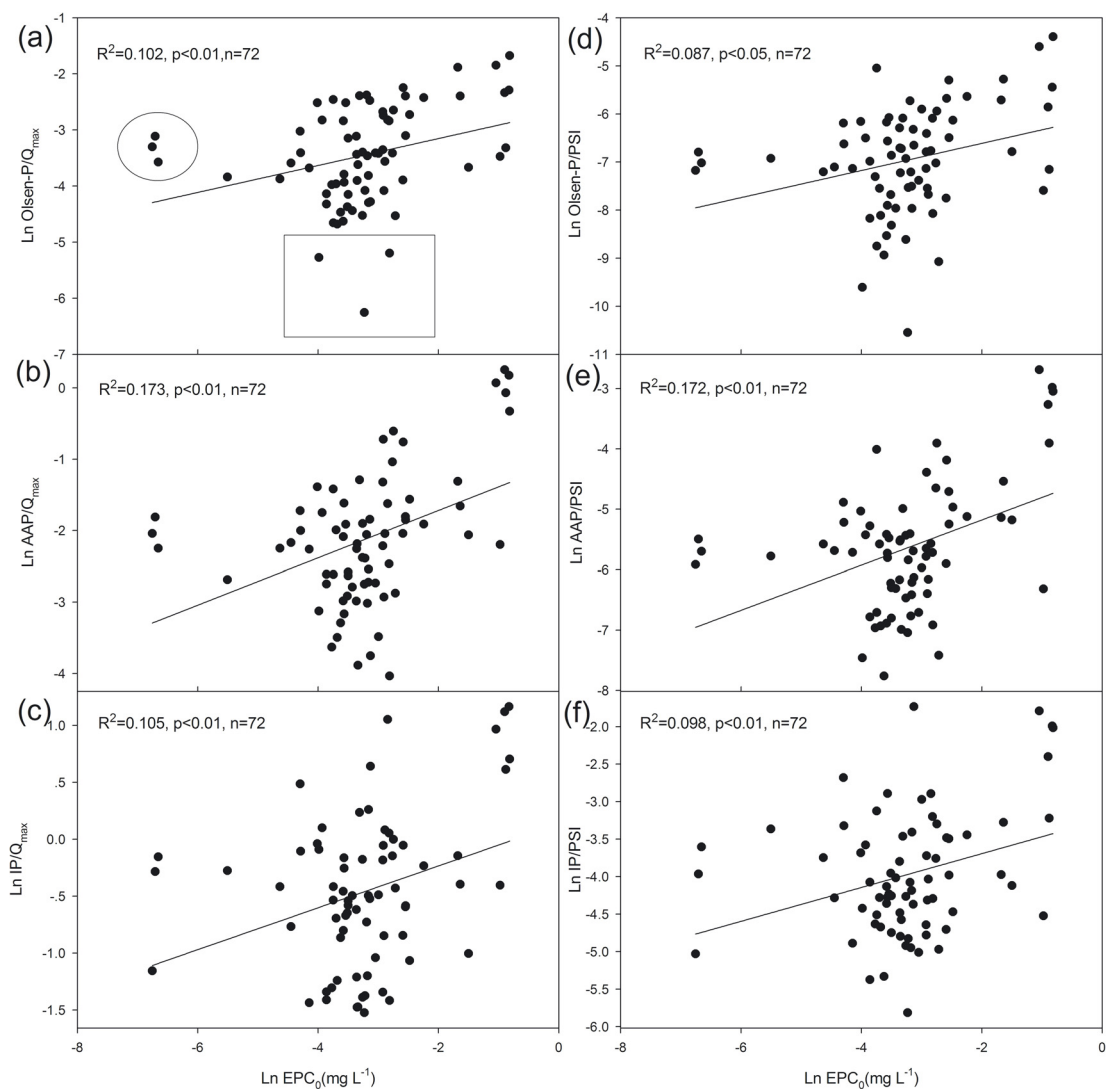 (a)
R²=0.102, p<0.01,n=72
Ln Olsen-P/Qmax
-1
-2
-3
-4
-5
-6
-7
(b)
R²=0.173, p<0.01, n=72
Ln AAP/Qmax
0
-1
-2
-3
-4
(c)
R²=0.105, p<0.01, n=72
Ln IP/Qmax
1.0
.5
0.0
-.5
-1.0
-1.5
-8 -6 -4 -2 0
Ln EPC₀(mg L⁻¹)
(d)
R²=0.087, p<0.05, n=72
Ln Olsen-P/PSI
-4
-5
-6
-7
-8
-9
-10
-11
(e)
R²=0.172, p<0.01, n=72
Ln AAP/PSI
-3
-4
-5
-6
-7
-8
(f)
R²=0.098, p<0.01, n=72
Ln IP/PSI
-2.0
-2.5
-3.0
-3.5
-4.0
-4.5
-5.0
-5.5
-6.0
-8 -6 -4 -2 0
Ln EPC₀(mg L⁻¹)